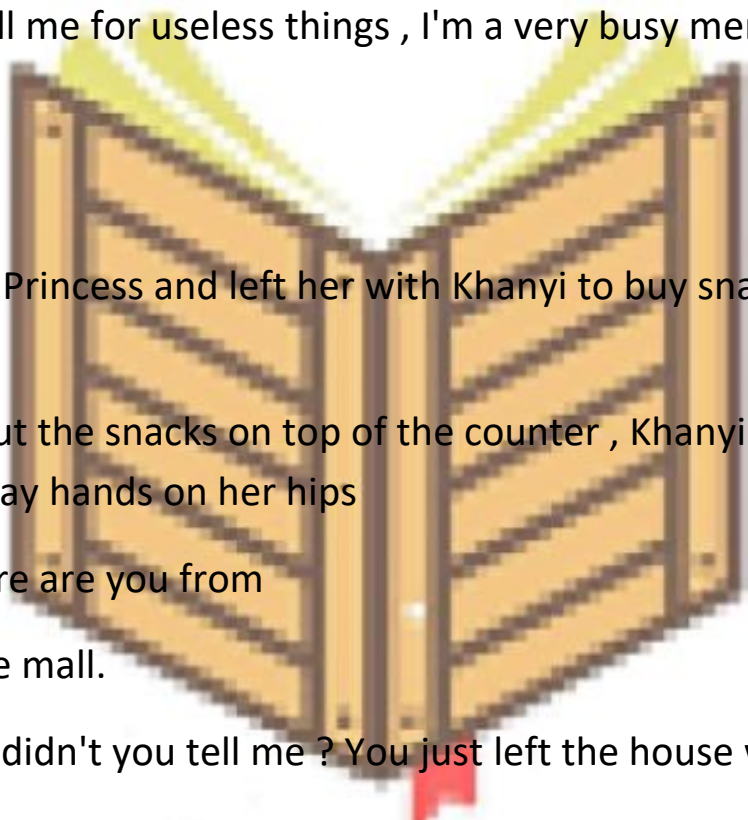 ll me for useless things , I'm a very busy me
Princess and left her with Khanyi to buy sna
ut the snacks on top of the counter , Khanyi
ay hands on her hips
re are you from
e mall.
didn't you tell me ? You just left the house